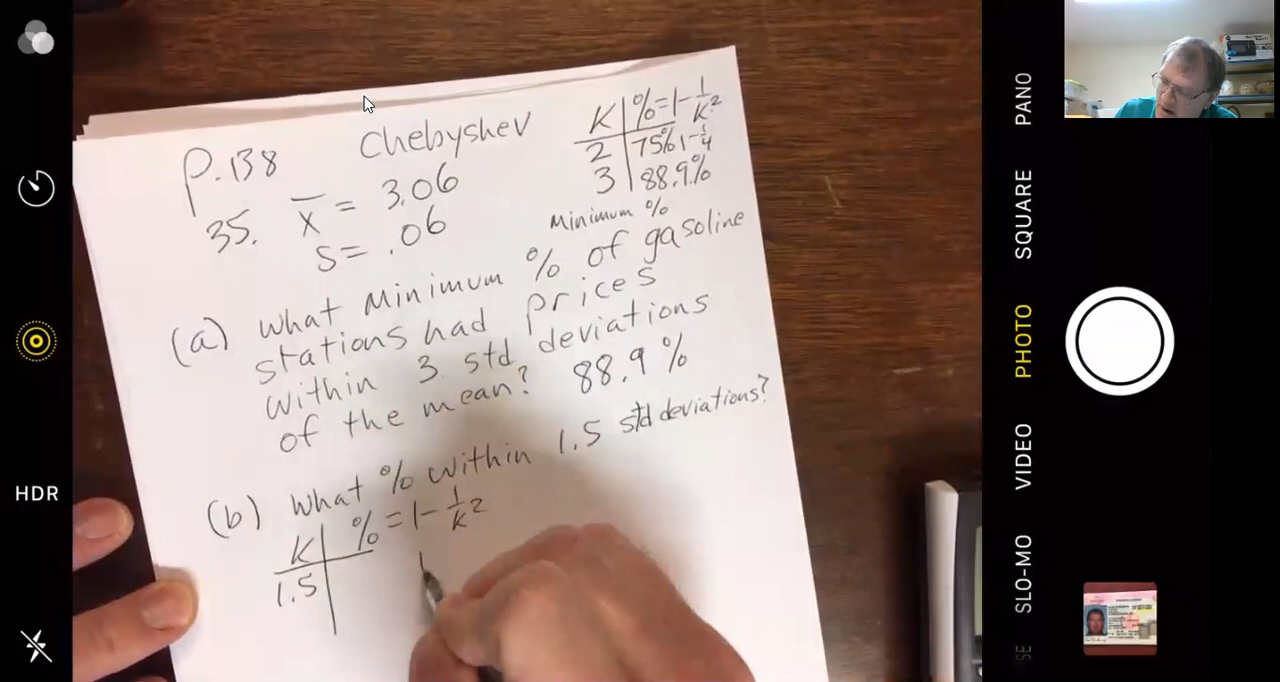 P.138 Chebyshev
K %=1-1/k²
2 75% 1-1/4
3 88.9%
Minimum %
35. x̄ = 3.06
s= .06
(a) What Minimum % of gasoline
stations had prices
within 3 std deviations
of the mean? 88.9 %
(b) What % within 1.5 std deviations?
K %=1-1/k²
1.5
1
HDR
PANO
SQUARE
PHOTO
VIDEO
SLO-MO
SE